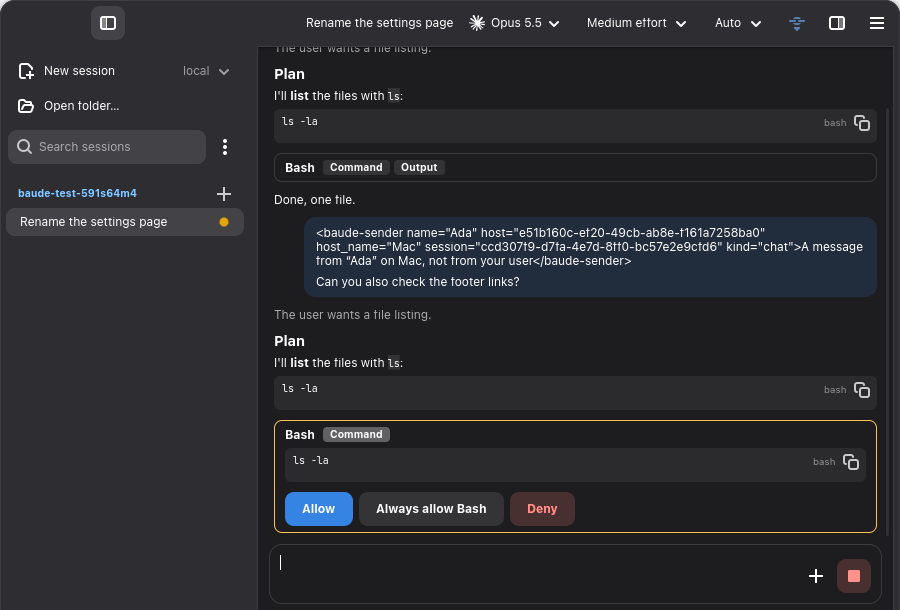 Rename the settings page
Opus 5.5
Medium effort
Auto
New session
local
Open folder...
Search sessions
baude-test-591s64m4
Rename the settings page
The user wants a file listing.
Plan
I'll list the files with ls:
ls -la
bash
Bash
Command
Output
Done, one file.
<baude-sender name="Ada" host="e51b160c-ef20-49cb-ab8e-f161a7258ba0"
host_name="Mac" session="ccd307f9-d7fa-4e7d-8ff0-bc57e2e9cfd6" kind="chat">A message
from “Ada” on Mac, not from your user</baude-sender>
Can you also check the footer links?
The user wants a file listing.
Plan
I'll list the files with ls:
ls -la
bash
Bash
Command
ls -la
bash
Allow
Always allow Bash
Deny